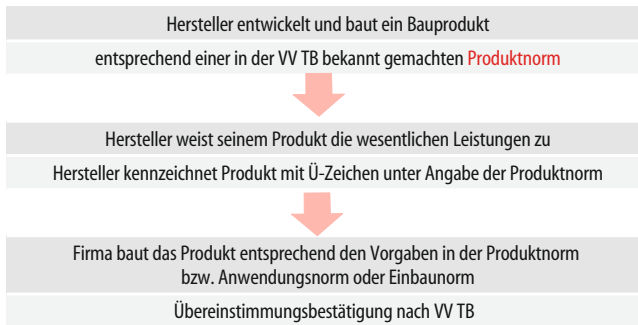 Hersteller entwickelt und baut ein Bauprodukt
entsprechend einer in der VV TB bekannt gemachten Produktnorm
Hersteller weist seinem Produkt die wesentlichen Leistungen zu
Hersteller kennzeichnet Produkt mit Ü-Zeichen unter Angabe der Produktnorm
Firma baut das Produkt entsprechend den Vorgaben in der Produktnorm
bzw. Anwendungsnorm oder Einbaunorm
Übereinstimmungsbestätigung nach VV TB